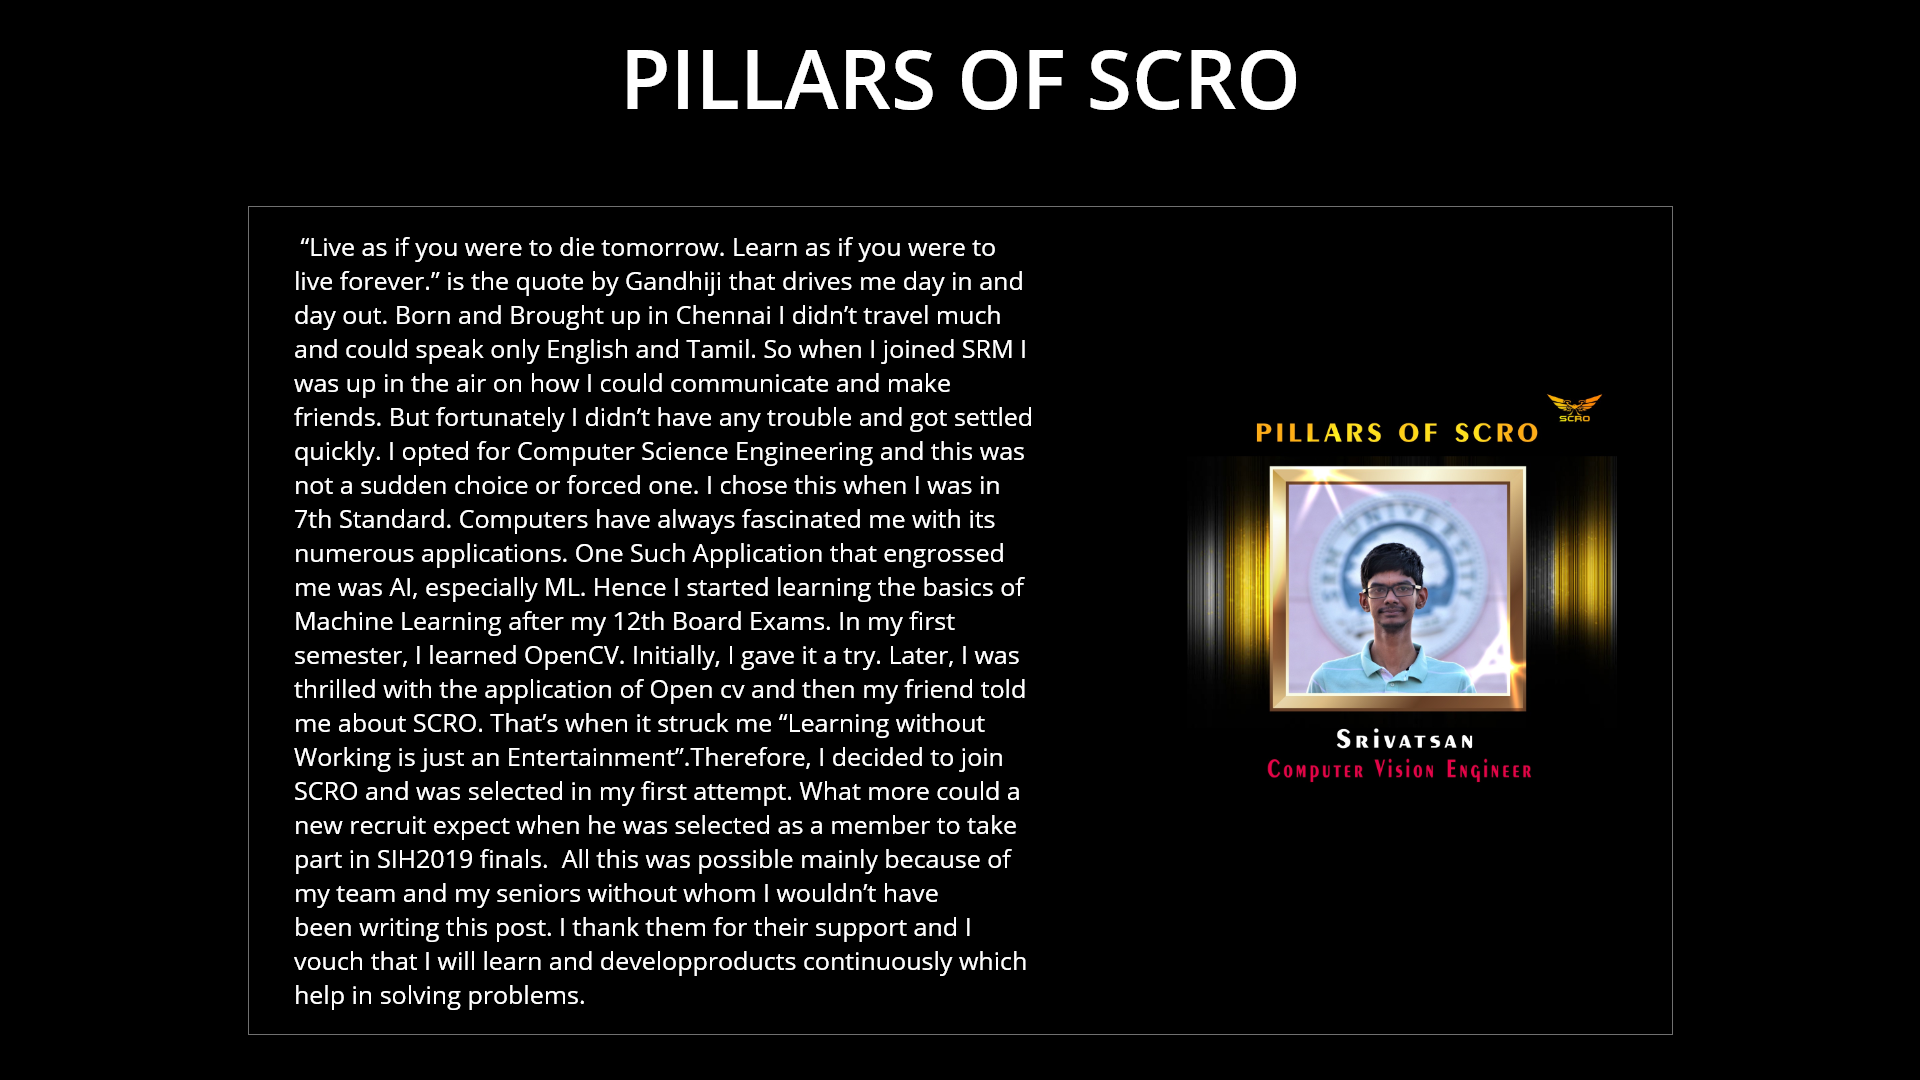 PILLARS OF SCRO
“Live as if you were to die tomorrow. Learn as if you were to
live forever.” is the quote by Gandhiji that drives me day in and
day out. Born and Brought up in Chennai I didn’t travel much
and could speak only English and Tamil. So when I joined SRM I
was up in the air on how I could communicate and make
friends. But fortunately I didn’t have any trouble and got settled
quickly. I opted for Computer Science Engineering and this was
not a sudden choice or forced one. I chose this when I was in
7th Standard. Computers have always fascinated me with its
numerous applications. One Such Application that engrossed
me was AI, especially ML. Hence I started learning the basics of
Machine Learning after my 12th Board Exams. In my first
semester, I learned OpenCV. Initially, I gave it a try. Later, I was
thrilled with the application of Open cv and then my friend told
me about SCRO. That’s when it struck me “Learning without
Working is just an Entertainment”.Therefore, I decided to join
SCRO and was selected in my first attempt. What more could a
new recruit expect when he was selected as a member to take
part in SIH2019 finals.  All this was possible mainly because of
my team and my seniors without whom I wouldn’t have
been writing this post. I thank them for their support and I
vouch that I will learn and developproducts continuously which
help in solving problems.
SCRO
PILLARS OF SCRO
SRM UNIVERSITY
Srivatsan
Computer Vision Engineer